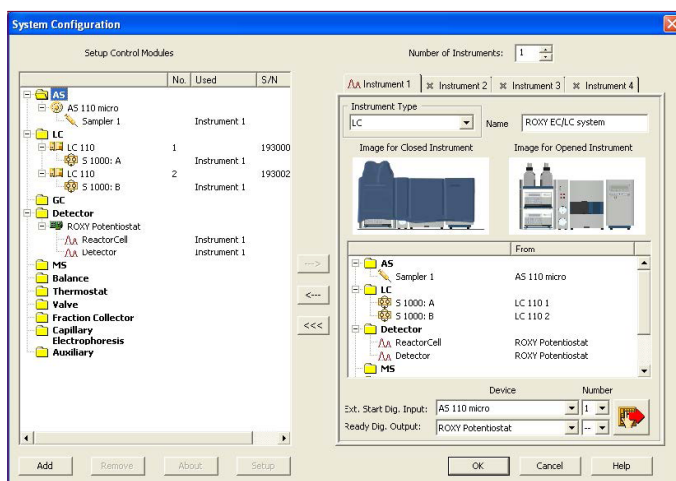 System Configuration
Setup Control Modules
Number of Instruments: 1
No. Used S/N
AS
AS 110 micro
Sampler 1 Instrument 1
LC
LC 110 1 193000
S 1000: A Instrument 1
LC 110 2 193002
S 1000: B Instrument 1
GC
Detector
ROXY Potentiostat
ReactorCell Instrument 1
Detector Instrument 1
MS
Balance
Thermostat
Valve
Fraction Collector
Capillary
Electrophoresis
Auxiliary
--->
<---
<<<
Add Remove About Setup
Instrument 1 Instrument 2 Instrument 3 Instrument 4
Instrument Type
LC Name ROXY EC/LC system
Image for Closed Instrument Image for Opened Instrument
From
AS
Sampler 1 AS 110 micro
LC
S 1000: A LC 110 1
S 1000: B LC 110 2
Detector
ReactorCell ROXY Potentiostat
Detector ROXY Potentiostat
MS
Device Number
Ext. Start Dig. Input: AS 110 micro 1
Ready Dig. Output: ROXY Potentiostat --
OK Cancel Help